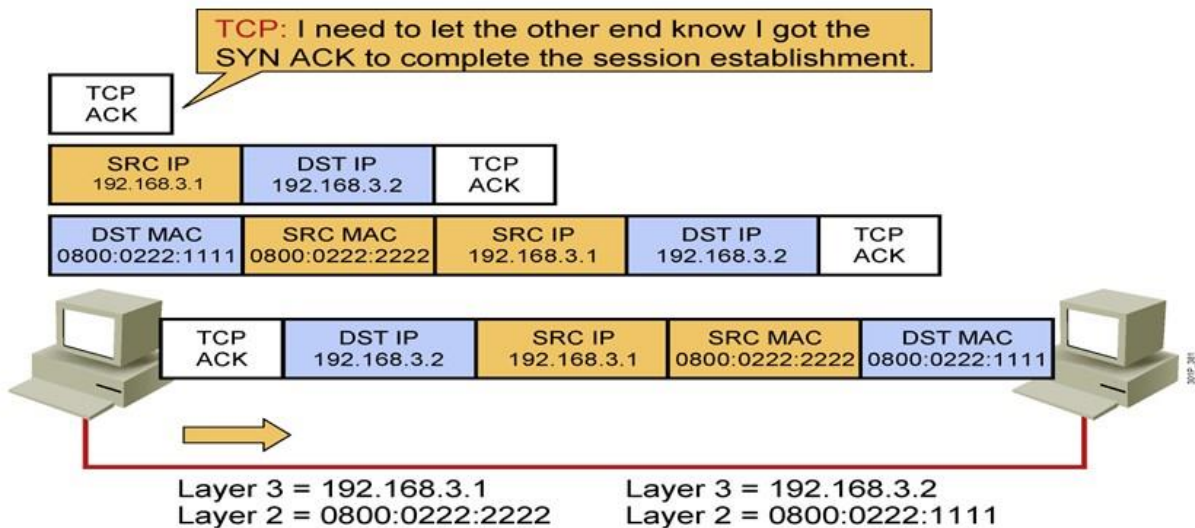 TCP: I need to let the other end know I got the
SYN ACK to complete the session establishment.
TCP
ACK
SRC IP
192.168.3.1
DST IP
192.168.3.2
TCP
ACK
DST MAC
0800:0222:1111
SRC MAC
0800:0222:2222
SRC IP
192.168.3.1
DST IP
192.168.3.2
TCP
ACK
TCP
ACK
DST IP
192.168.3.2
SRC IP
192.168.3.1
SRC MAC
0800:0222:2222
DST MAC
0800:0222:1111
Layer 3 = 192.168.3.1
Layer 2 = 0800:0222:2222
Layer 3 = 192.168.3.2
Layer 2 = 0800:0222:1111